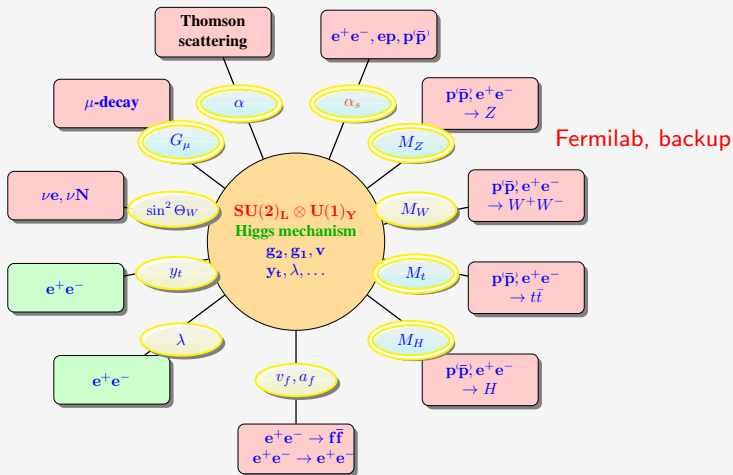 Thomson
scattering
e⁺e⁻, ep, p⁽p̄⁾
α
αₛ
p⁽p̄⁾, e⁺e⁻
→ Z
μ-decay
G_μ
M_Z
Fermilab, backup
νe, νN
sin² Θ_W
SU(2)_L ⊗ U(1)_Y
Higgs mechanism
g₂, g₁, v
y_t, λ, …
M_W
p⁽p̄⁾, e⁺e⁻
→ W⁺W⁻
e⁺e⁻
y_t
M_t
p⁽p̄⁾, e⁺e⁻
→ tt̄
λ
e⁺e⁻
M_H
p⁽p̄⁾, e⁺e⁻
→ H
v_f, a_f
e⁺e⁻ → ff̄
e⁺e⁻ → e⁺e⁻